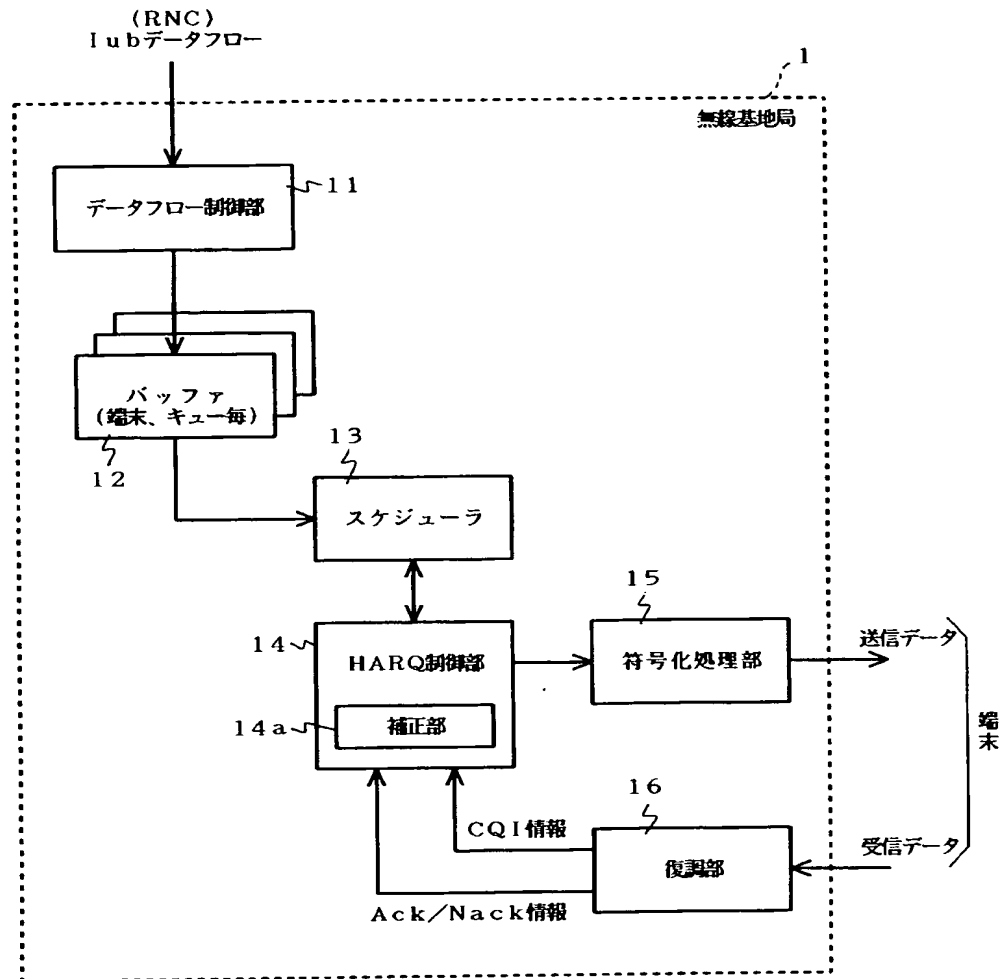 (RNC)
Iubデータフロー
1
無線基地局
11
データフロー制御部
バッファ
(端末、キュー毎)
12
13
スケジューラ
14
HARQ制御部
14a
補正部
15
符号化処理部
送信データ
端末
16
CQI情報
復調部
受信データ
Ack/Nack情報